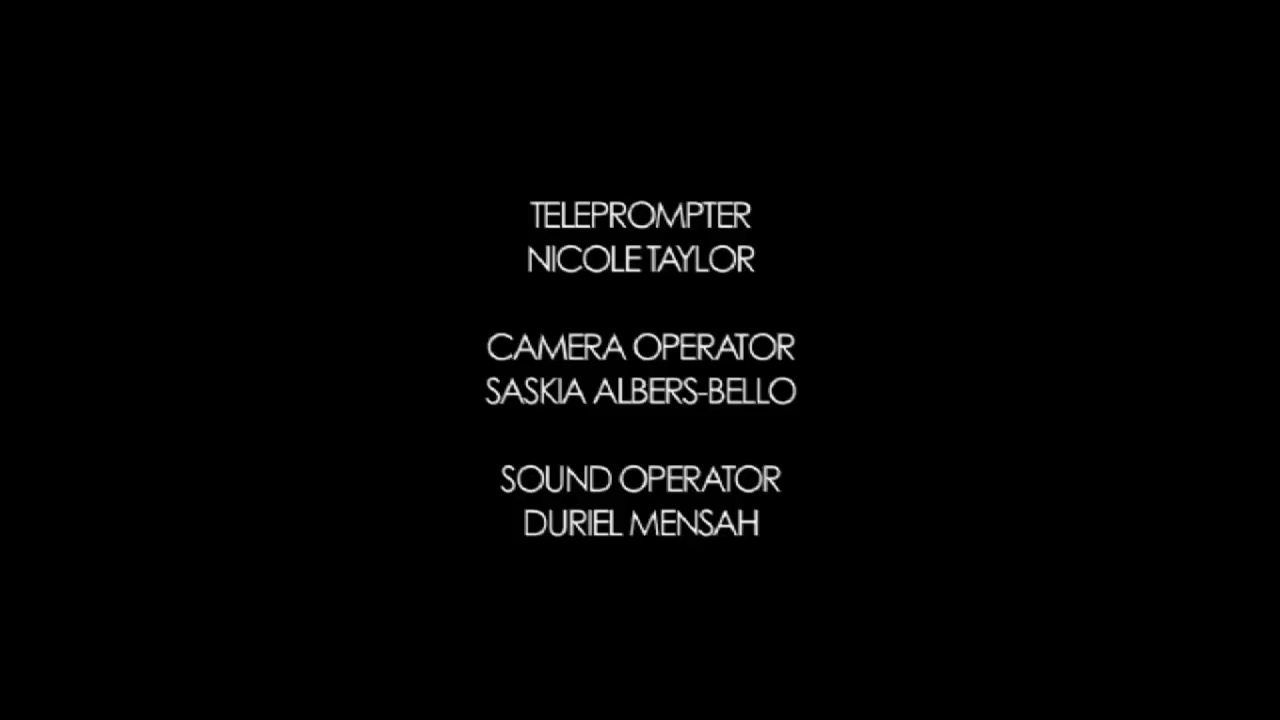 TELEPROMPTER
NICOLE TAYLOR
CAMERA OPERATOR
SASKIA ALBERS-BELLO
SOUND OPERATOR
DURIEL MENSAH